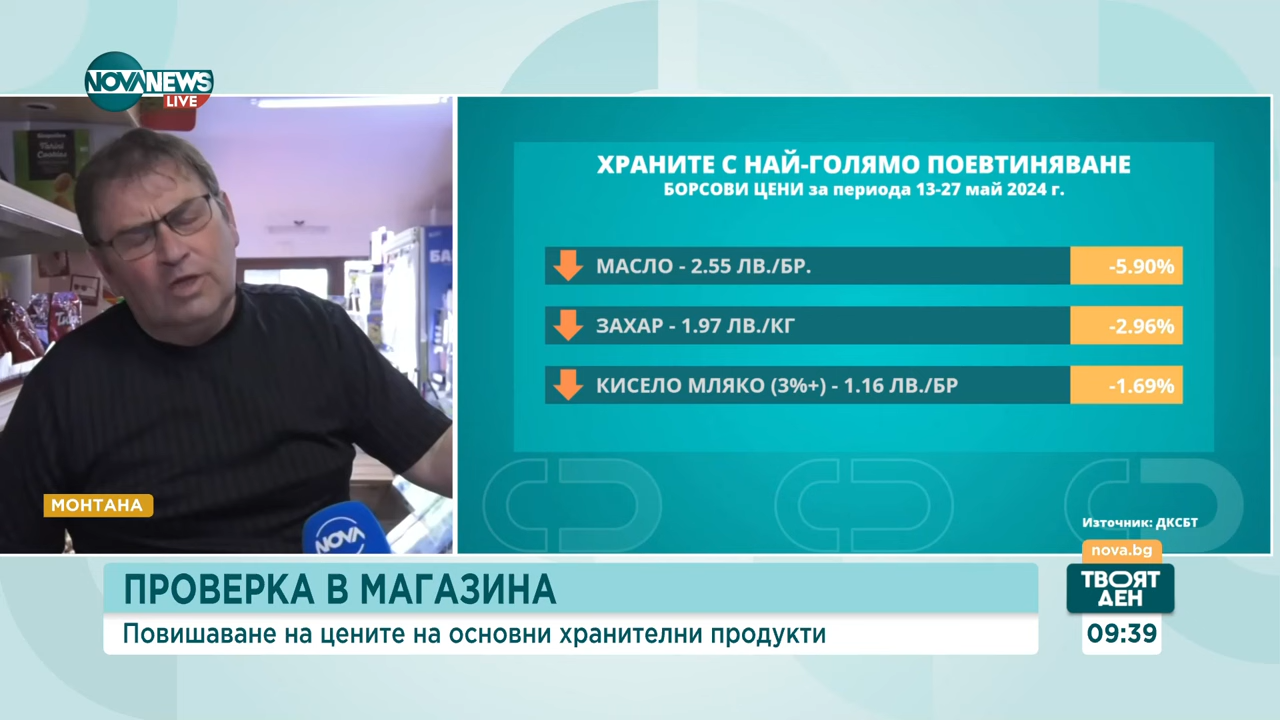 NOVA NEWS
LIVE
БА
МОНТАНА
NOVA
ХРАНИТЕ С НАЙ-ГОЛЯМО ПОЕВТИНЯВАНЕ
БОРСОВИ ЦЕНИ за периода 13-27 май 2024 г.
МАСЛО - 2.55 ЛВ./БР. -5.90%
ЗАХАР - 1.97 ЛВ./КГ -2.96%
КИСЕЛО МЛЯКО (3%+) - 1.16 ЛВ./БР -1.69%
Източник: ДКСБТ
nova.bg
ТВОЯТ
ДЕН
09:39
ПРОВЕРКА В МАГАЗИНА
Повишаване на цените на основни хранителни продукти